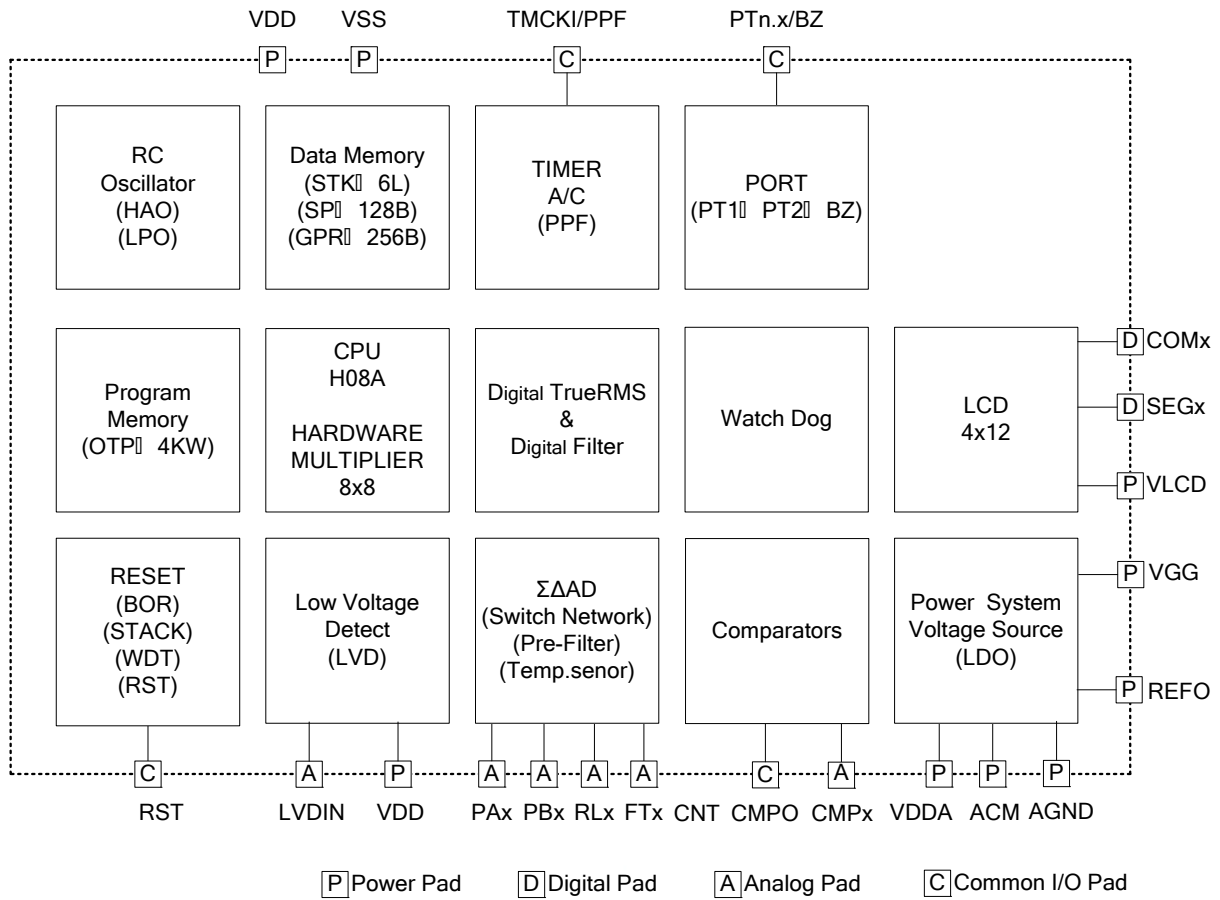 VDD VSS TMCKI/PPF PTn.x/BZ
P P C C
RC
Oscillator
(HAO)
(LPO)
Data Memory
(STK▯ 6L)
(SP▯ 128B)
(GPR▯ 256B)
TIMER
A/C
(PPF)
PORT
(PT1▯ PT2▯ BZ)
Program
Memory
(OTP▯ 4KW)
CPU
H08A
HARDWARE
MULTIPLIER
8x8
Digital TrueRMS
&
Digital Filter
Watch Dog
LCD
4x12
D COMx
D SEGx
P VLCD
RESET
(BOR)
(STACK)
(WDT)
(RST)
Low Voltage
Detect
(LVD)
ΣΔAD
(Switch Network)
(Pre-Filter)
(Temp.senor)
Comparators
Power System
Voltage Source
(LDO)
P VGG
P REFO
C A P A A A A C A P P P
RST LVDIN VDD PAx PBx RLx FTx CNT CMPO CMPx VDDA ACM AGND
P Power Pad D Digital Pad A Analog Pad C Common I/O Pad